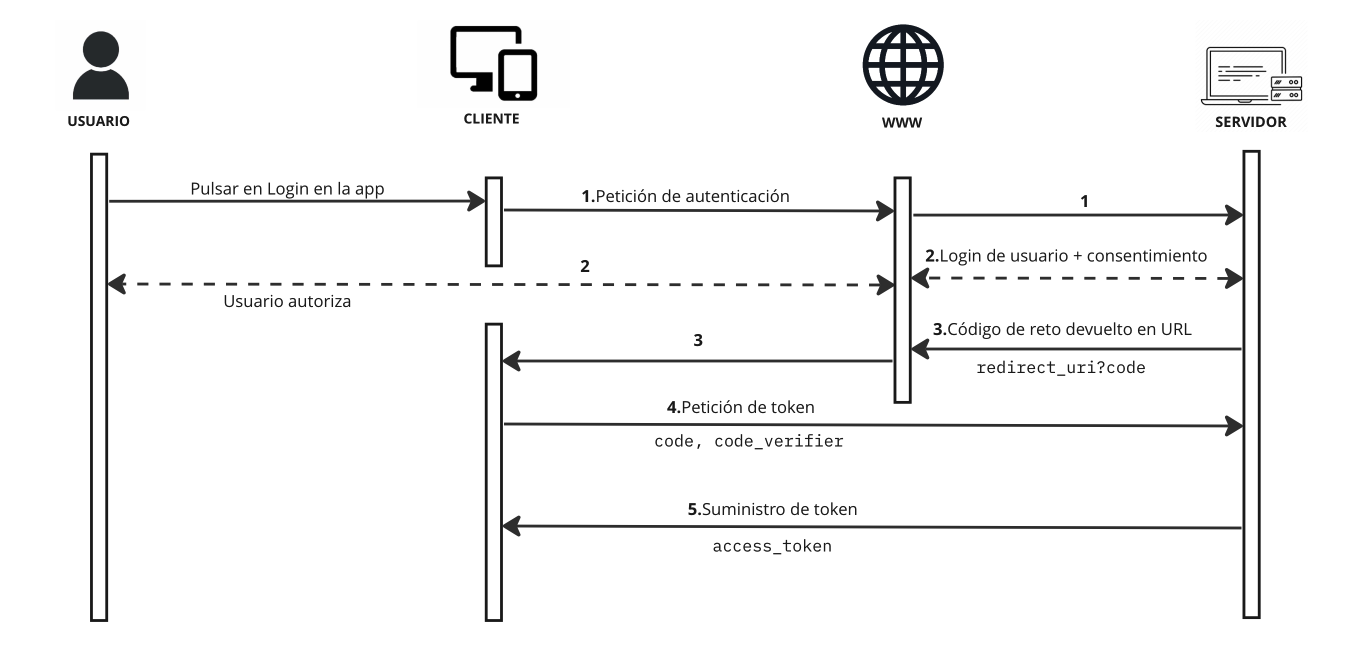 USUARIO
CLIENTE
WWW
SERVIDOR
Pulsar en Login en la app
1.Petición de autenticación
1
2.Login de usuario + consentimiento
2
Usuario autoriza
3.Código de reto devuelto en URL
3
redirect_uri?code
4.Petición de token
code, code_verifier
5.Suministro de token
access_token